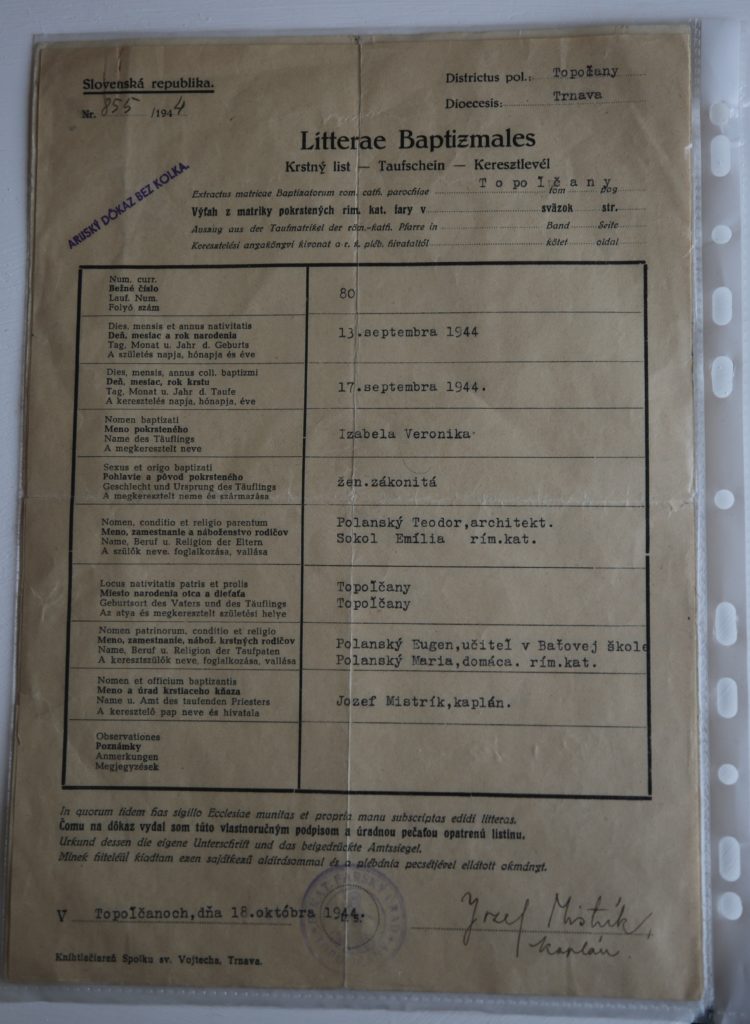 Slovenská republika.
Nr. 855 /1944
Districtus pol.: Topoľčany
Dioecesis: Trnava
Litterae Baptizmales
Krstný list — Taufschein — Keresztlevél
ARUSKÝ DÔKAZ BEZ KOLKA.
Extractus matricae Baptisatorum rom. cath. parochiae Topoľčany tom pag
Výťah z matriky pokrstených rím. kat. fary v sväzok str.
Auszug aus der Taufmatrikel der röm.-kath. Pfarre in Band Seite
Keresztelési anyakönyvi kivonat a r. k. pléb. hivataltól kötet oldal
Num. curr.
Bežné číslo
Lauf. Num.
Folyó szám
80
Dies, mensis et annus nativitatis
Deň, mesiac a rok narodenia
Tag, Monat u. Jahr d. Geburts
A születés napja, hónapja és éve
13.septembra 1944
Dies, mensis, annus coll. baptizmi
Deň, mesiac, rok krstu
Tag, Monat u. Jahr d. Taufe
A keresztelés napja, hónapja, éve
17.septembra 1944.
Nomen baptizati
Meno pokrsteného
Name des Täuflings
A megkeresztelt neve
Izabela Veronika
Sexus et origo baptizati
Pohlavie a pôvod pokrsteného
Geschlecht und Ursprung des Täuflings
A megkeresztelt neme és származása
žen.zákonitá
Nomen, conditio et religio parentum
Meno, zamestnanie a náboženstvo rodičov
Name, Beruf u. Religion der Eltern
A szülők neve, foglalkozása, vallása
Polanský Teodor,architekt.
Sokol Emília rím.kat.
Locus nativitatis patris et prolis
Miesto narodenia otca a dieťaťa
Geburtsort des Vaters und des Täuflings
Az atya és megkeresztelt születési helye
Topoľčany
Topoľčany
Nomen patrinorum, conditio et religio
Meno, zamestnanie, nábož. krstných rodičov
Name, Beruf u. Religion der Taufpaten
A keresztszülők neve, foglalkozása, vallása
Polanský Eugen,učiteľ v Baťovej škole
Polanský Maria,domáca. rím.kat.
Nomen et officium baptizantis
Meno a úrad krstiaceho kňaza
Name u. Amt des taufenden Priesters
A keresztelő pap neve és hivatala
Jozef Mistrík,kaplán.
Observationes
Poznámky
Anmerkungen
Megjegyzések
In quorum fidem has sigillo Ecclesiae munitas et propria manu subscriptas edidi litteras.
Čomu na dôkaz vydal som túto vlastnoručným podpisom a úradnou pečaťou opatrenú listinu.
Urkund dessen die eigene Unterschrift und das beigedrückte Amtssiegel.
Minek hiteléül kiadtam ezen sajátkezű aláírásommal és a plébánia pecsétjével ellátott okmányt.
V Topoľčanoch, dňa 18.októbra 1944.
Jozef Mistrík,
kaplán.
Kníhtlačiareň Spolku sv. Vojtecha, Trnava.